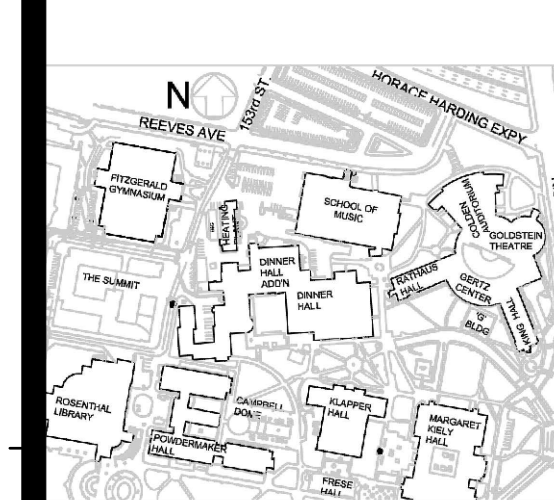 HORACE HARDING EXPY
N
153rd ST.
REEVES AVE
FITZGERALD
GYMNASIUM
SCHOOL OF
MUSIC
COLDEN
AUDITORIUM
GOLDSTEIN
THEATRE
HEATING
DINNER
HALL
ADD'N
DINNER
HALL
THE SUMMIT
RATHAUS
HALL
GERTZ
CENTER
KING HALL
'G'
BLDG
ROSENTHAL
LIBRARY
CAMPBELL
DOME
KLAPPER
HALL
MARGARET
KIELY
HALL
POWDERMAKER
HALL
FRESE
HALL